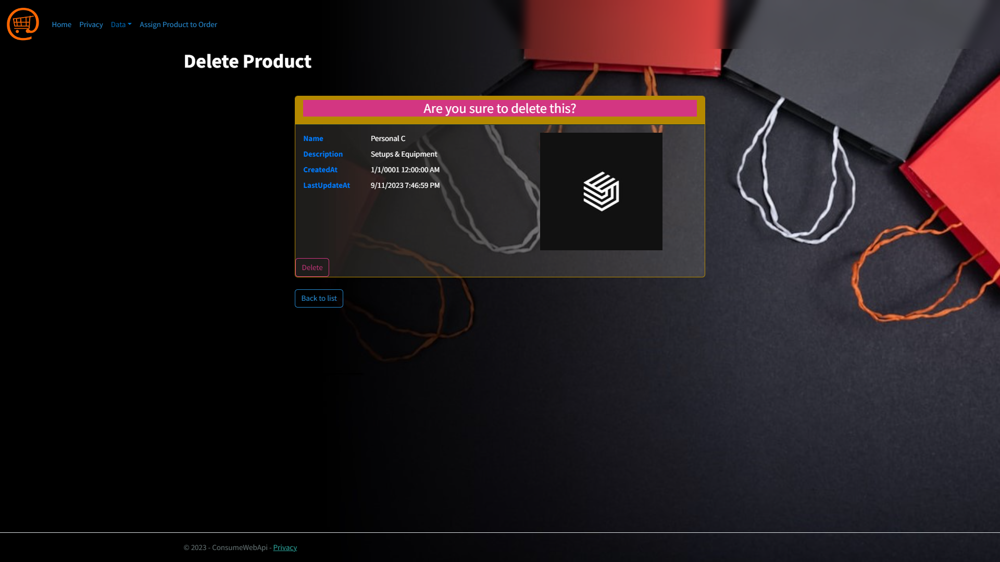 Home Privacy Data Assign Product to Order
Delete Product
Are you sure to delete this?
Name Personal C
Description Setups & Equipment
CreatedAt 1/1/0001 12:00:00 AM
LastUpdateAt 9/11/2023 7:46:59 PM
Delete
Back to list
© 2023 - ConsumeWebApi - Privacy